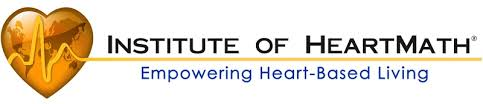 INSTITUTE OF HEARTMATH®
Empowering Heart-Based Living